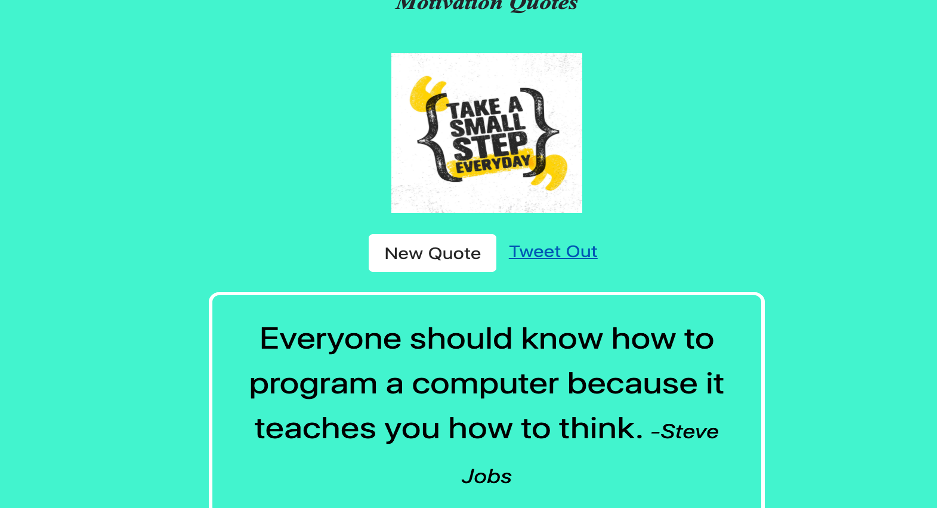 Motivation Quotes
TAKE A
SMALL
STEP
EVERYDAY
New Quote Tweet Out
Everyone should know how to
program a computer because it
teaches you how to think. -Steve
Jobs